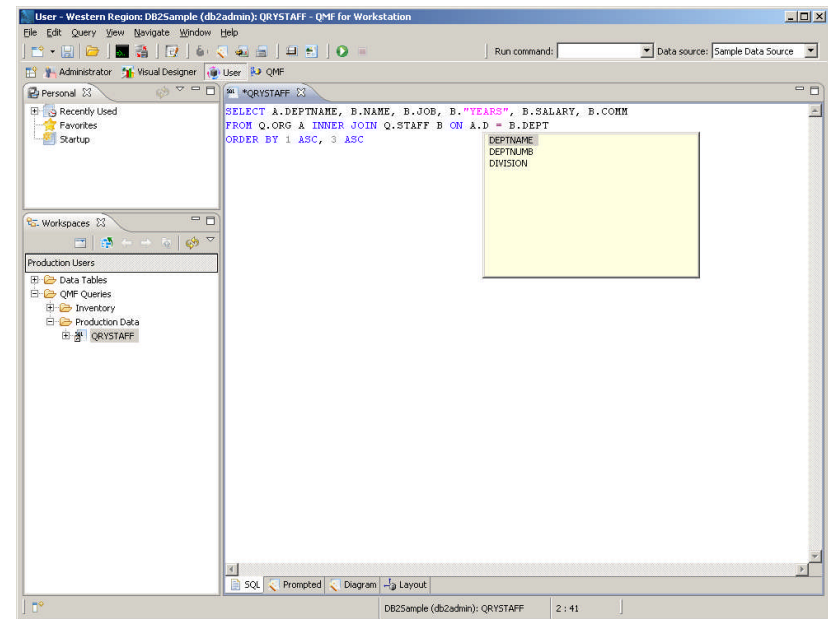 User - Western Region: DB2Sample (db2admin): QRYSTAFF - QMF for Workstation
File Edit Query View Navigate Window Help
Run command: Data source: Sample Data Source
Administrator Visual Designer User QMF
Personal
Recently Used
Favorites
Startup
Workspaces
Production Users
Data Tables
QMF Queries
Inventory
Production Data
QRYSTAFF
*QRYSTAFF
SELECT A.DEPTNAME, B.NAME, B.JOB, B."YEARS", B.SALARY, B.COMM
FROM Q.ORG A INNER JOIN Q.STAFF B ON A.D = B.DEPT
ORDER BY 1 ASC, 3 ASC
DEPTNAME
DEPTNUMB
DIVISION
SQL Prompted Diagram Layout
DB2Sample (db2admin): QRYSTAFF 2 : 41